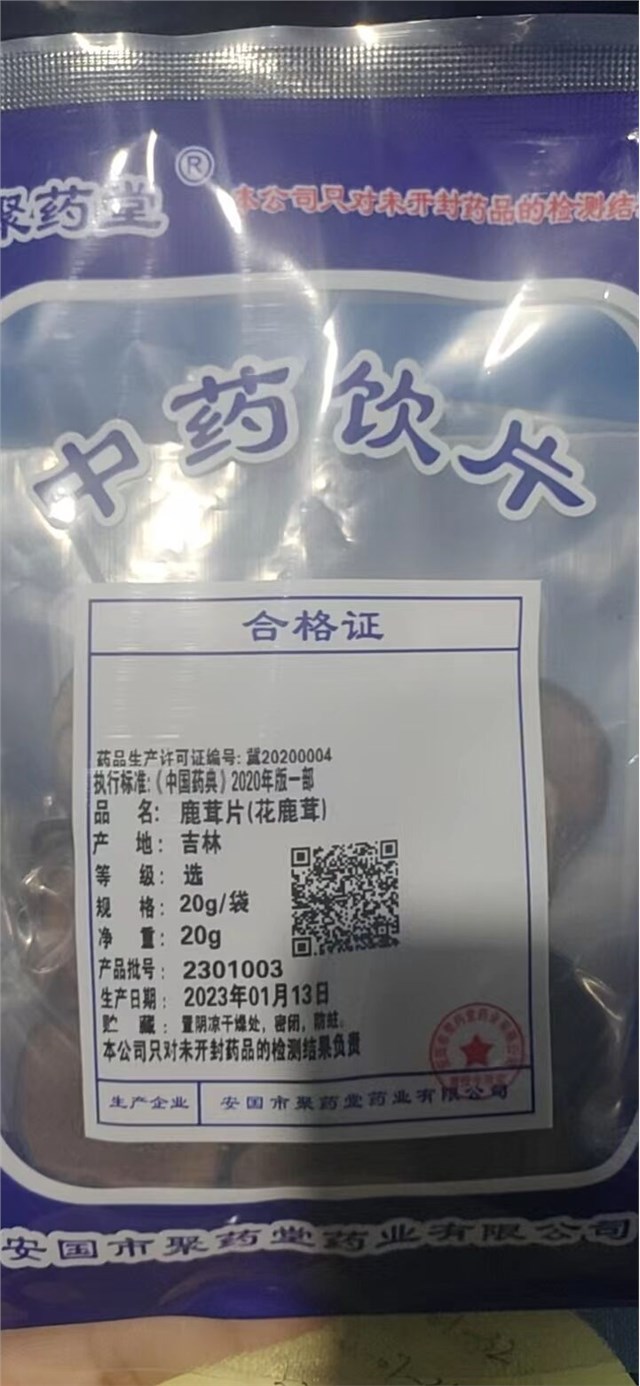 聚药堂®
本公司只对未开封药品的检测结
中药饮片
合格证
药品生产许可证编号: 冀20200004
执行标准:《中国药典》2020年版一部
品 名: 鹿茸片(花鹿茸)
产 地: 吉林
等 级: 选
规 格: 20g/袋
净 重: 20g
产品批号: 2301003
生产日期: 2023年01月13日
贮 藏: 置阴凉干燥处, 密闭, 防蛀。
本公司只对未开封药品的检测结果负责
生产企业 安国市聚药堂药业有限公司
安国市聚药堂药业有限公司